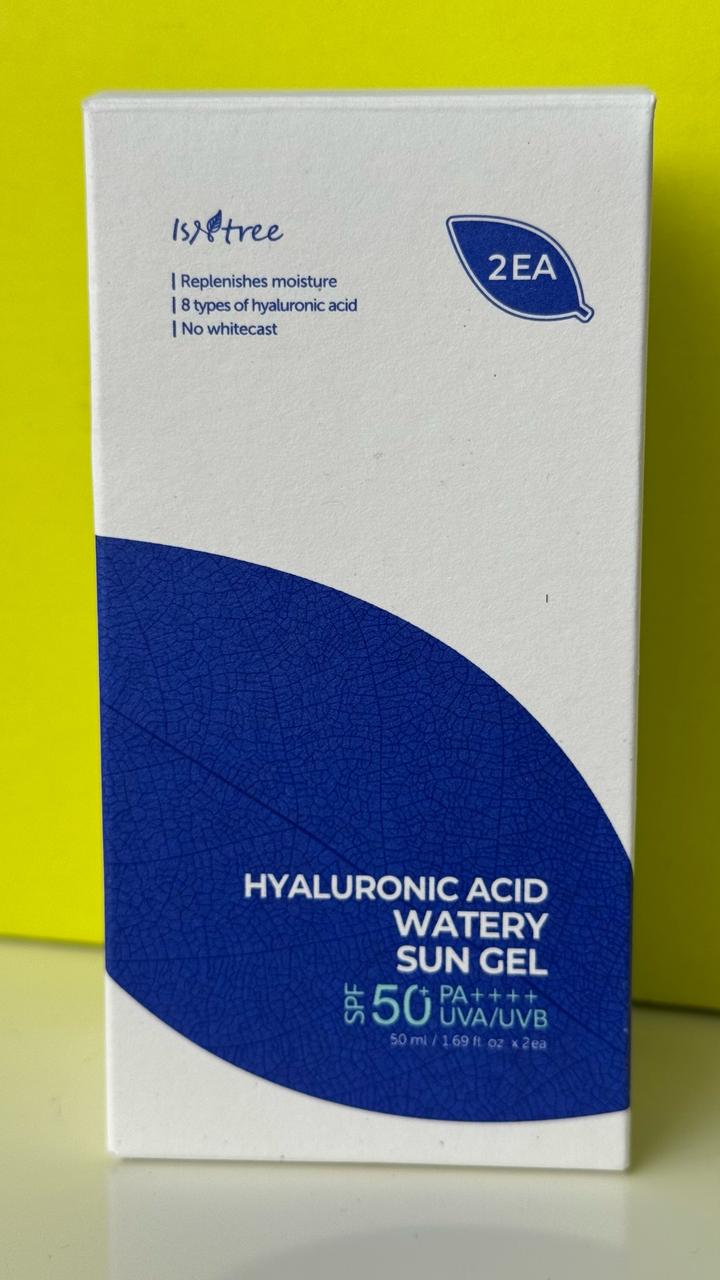 Isntree
2EA
Replenishes moisture
8 types of hyaluronic acid
No whitecast
HYALURONIC ACID
WATERY
SUN GEL
SPF 50+ PA++++
UVA/UVB
50 ml / 1.69 fl. oz x 2ea